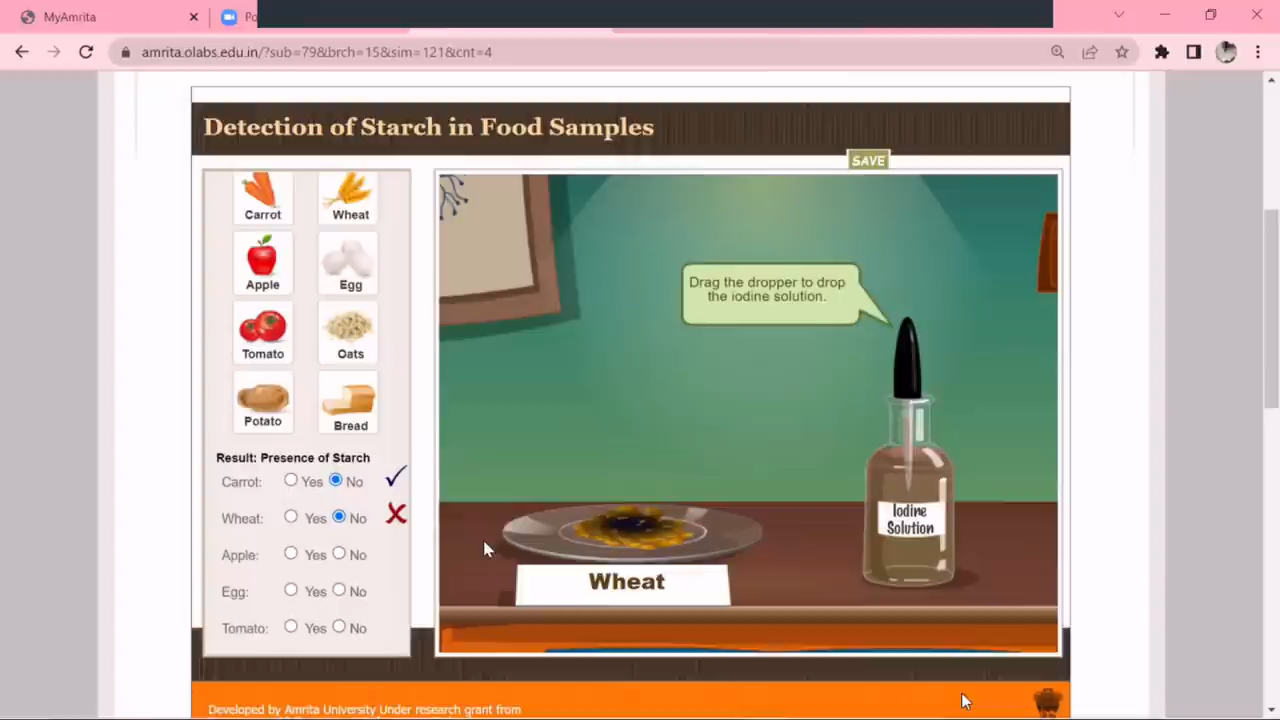 MyAmrita
Po
amrita.olabs.edu.in/?sub=79&brch=15&sim=121&cnt=4
Detection of Starch in Food Samples
SAVE
Carrot
Wheat
Apple
Egg
Tomato
Oats
Potato
Bread
Drag the dropper to drop
the iodine solution.
Iodine
Solution
Wheat
Result: Presence of Starch
Carrot: Yes No
Wheat: Yes No
Apple: Yes No
Egg: Yes No
Tomato: Yes No
Developed by Amrita University Under research grant from